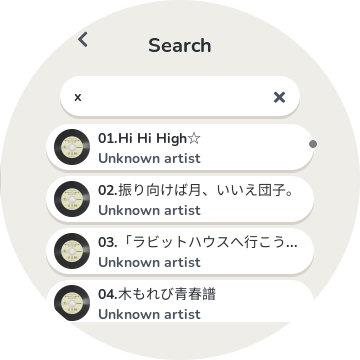 Search
x
01.Hi Hi High☆
Unknown artist
02.振り向けば月、いいえ団子。
Unknown artist
03.「ラビットハウスへ行こう...
Unknown artist
04.木もれび青春譜
Unknown artist